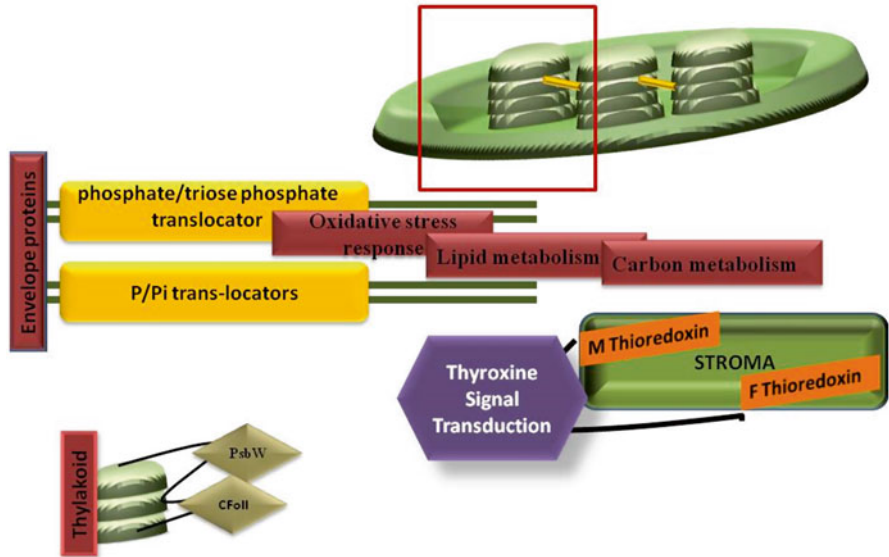 Envelope proteins
phosphate/triose phosphate
translocator
Oxidative stress
response
Lipid metabolism
Carbon metabolism
P/Pi trans-locators
Thyroxine
Signal
Transduction
M Thioredoxin
STROMA
F Thioredoxin
Thylakoid
PsbW
CFoII